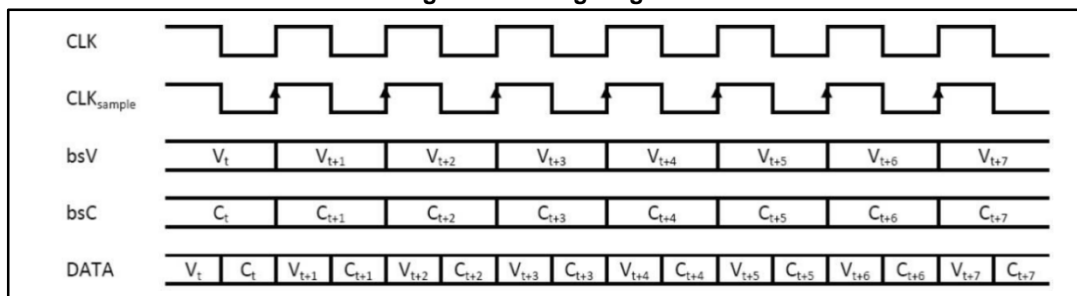 CLK
CLKsample
bsV Vt Vt+1 Vt+2 Vt+3 Vt+4 Vt+5 Vt+6 Vt+7
bsC Ct Ct+1 Ct+2 Ct+3 Ct+4 Ct+5 Ct+6 Ct+7
DATA Vt Ct Vt+1 Ct+1 Vt+2 Ct+2 Vt+3 Ct+3 Vt+4 Ct+4 Vt+5 Ct+5 Vt+6 Ct+6 Vt+7 Ct+7